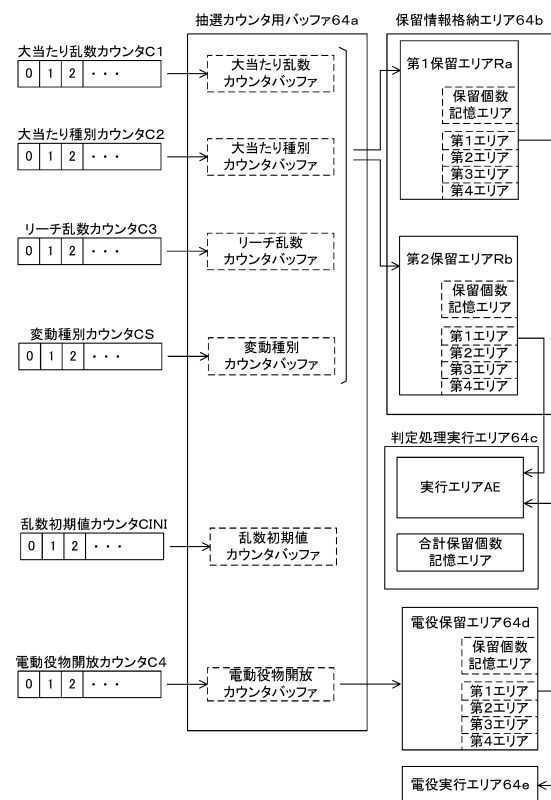 抽選カウンタ用バッファ64a
保留情報格納エリア64b
大当たり乱数カウンタC1
0 1 2 ・・・
大当たり乱数
カウンタバッファ
第1保留エリアRa
保留個数
記憶エリア
第1エリア
第2エリア
第3エリア
第4エリア
大当たり種別カウンタC2
0 1 2 ・・・
大当たり種別
カウンタバッファ
リーチ乱数カウンタC3
0 1 2 ・・・
リーチ乱数
カウンタバッファ
第2保留エリアRb
保留個数
記憶エリア
第1エリア
第2エリア
第3エリア
第4エリア
変動種別カウンタCS
0 1 2 ・・・
変動種別
カウンタバッファ
判定処理実行エリア64c
実行エリアAE
合計保留個数
記憶エリア
乱数初期値カウンタCINI
0 1 2 ・・・
乱数初期値
カウンタバッファ
電動役物開放カウンタC4
0 1 2 ・・・
電動役物開放
カウンタバッファ
電役保留エリア64d
保留個数
記憶エリア
第1エリア
第2エリア
第3エリア
第4エリア
電役実行エリア64e